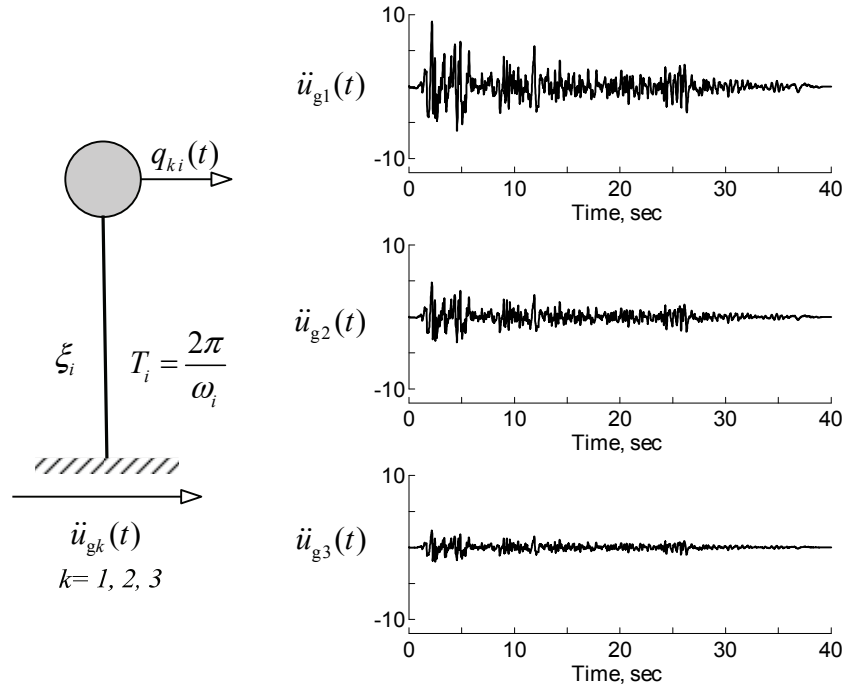 q_{ki}(t)
ξ_i
T_i = \frac{2π}{ω_i}
ü_{gk}(t)
k= 1, 2, 3
ü_{g1}(t)
10
-10
0 10 20 30 40
Time, sec
ü_{g2}(t)
10
-10
0 10 20 30 40
Time, sec
ü_{g3}(t)
10
-10
0 10 20 30 40
Time, sec